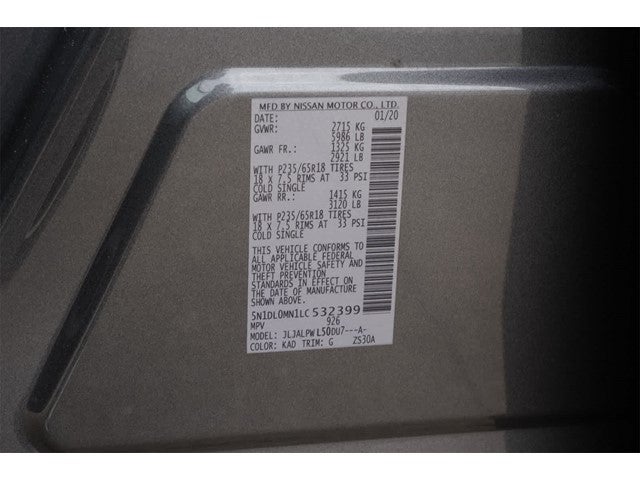 MFD BY NISSAN MOTOR CO., LTD.
DATE: 01/20
GVWR: 2715 KG
5986 LB
GAWR FR.: 1325 KG
2921 LB
WITH P235/65R18 TIRES
18 X 7.5 RIMS AT 33 PSI
COLD SINGLE
GAWR RR.: 1415 KG
3120 LB
WITH P235/65R18 TIRES
18 X 7.5 RIMS AT 33 PSI
COLD SINGLE
THIS VEHICLE CONFORMS TO
ALL APPLICABLE FEDERAL
MOTOR VEHICLE SAFETY AND
THEFT PREVENTION
STANDARDS IN EFFECT ON
THE DATE OF MANUFACTURE
SHOWN ABOVE.
5N1DL0MN1LC532399
MPV 926
MODEL: JLJALPWL50DU7---A-
COLOR: KAD TRIM: G ZS30A